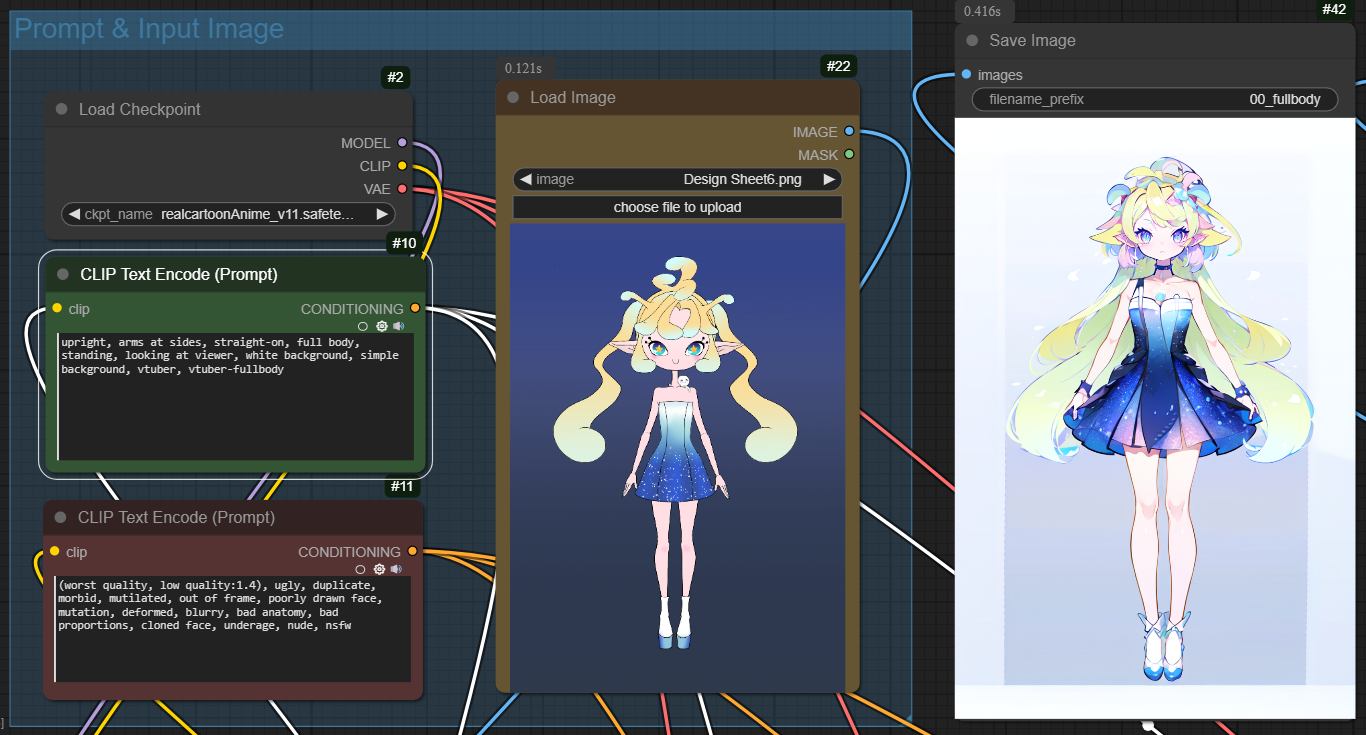 Prompt & Input Image
#2
Load Checkpoint
MODEL
CLIP
VAE
ckpt_name realcartoonAnime_v11.safete...
#10
CLIP Text Encode (Prompt)
clip
CONDITIONING
upright, arms at sides, straight-on, full body,
standing, looking at viewer, white background, simple
background, vtuber, vtuber-fullbody
#11
CLIP Text Encode (Prompt)
clip
CONDITIONING
(worst quality, low quality:1.4), ugly, duplicate,
morbid, mutilated, out of frame, poorly drawn face,
mutation, deformed, blurry, bad anatomy, bad
proportions, cloned face, underage, nude, nsfw
0.121s
#22
Load Image
IMAGE
MASK
image Design Sheet6.png
choose file to upload
0.416s
#42
Save Image
images
filename_prefix 00_fullbody